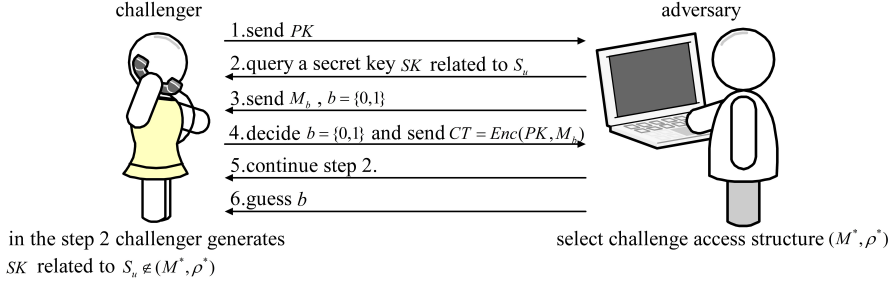 challenger
adversary
1.send PK
2.query a secret key SK related to S_u
3.send M_b , b = {0,1}
4.decide b = {0,1} and send CT = Enc(PK, M_b)
5.continue step 2.
6.guess b
in the step 2 challenger generates
SK related to S_u ∉ (M*, ρ*)
select challenge access structure (M*, ρ*)